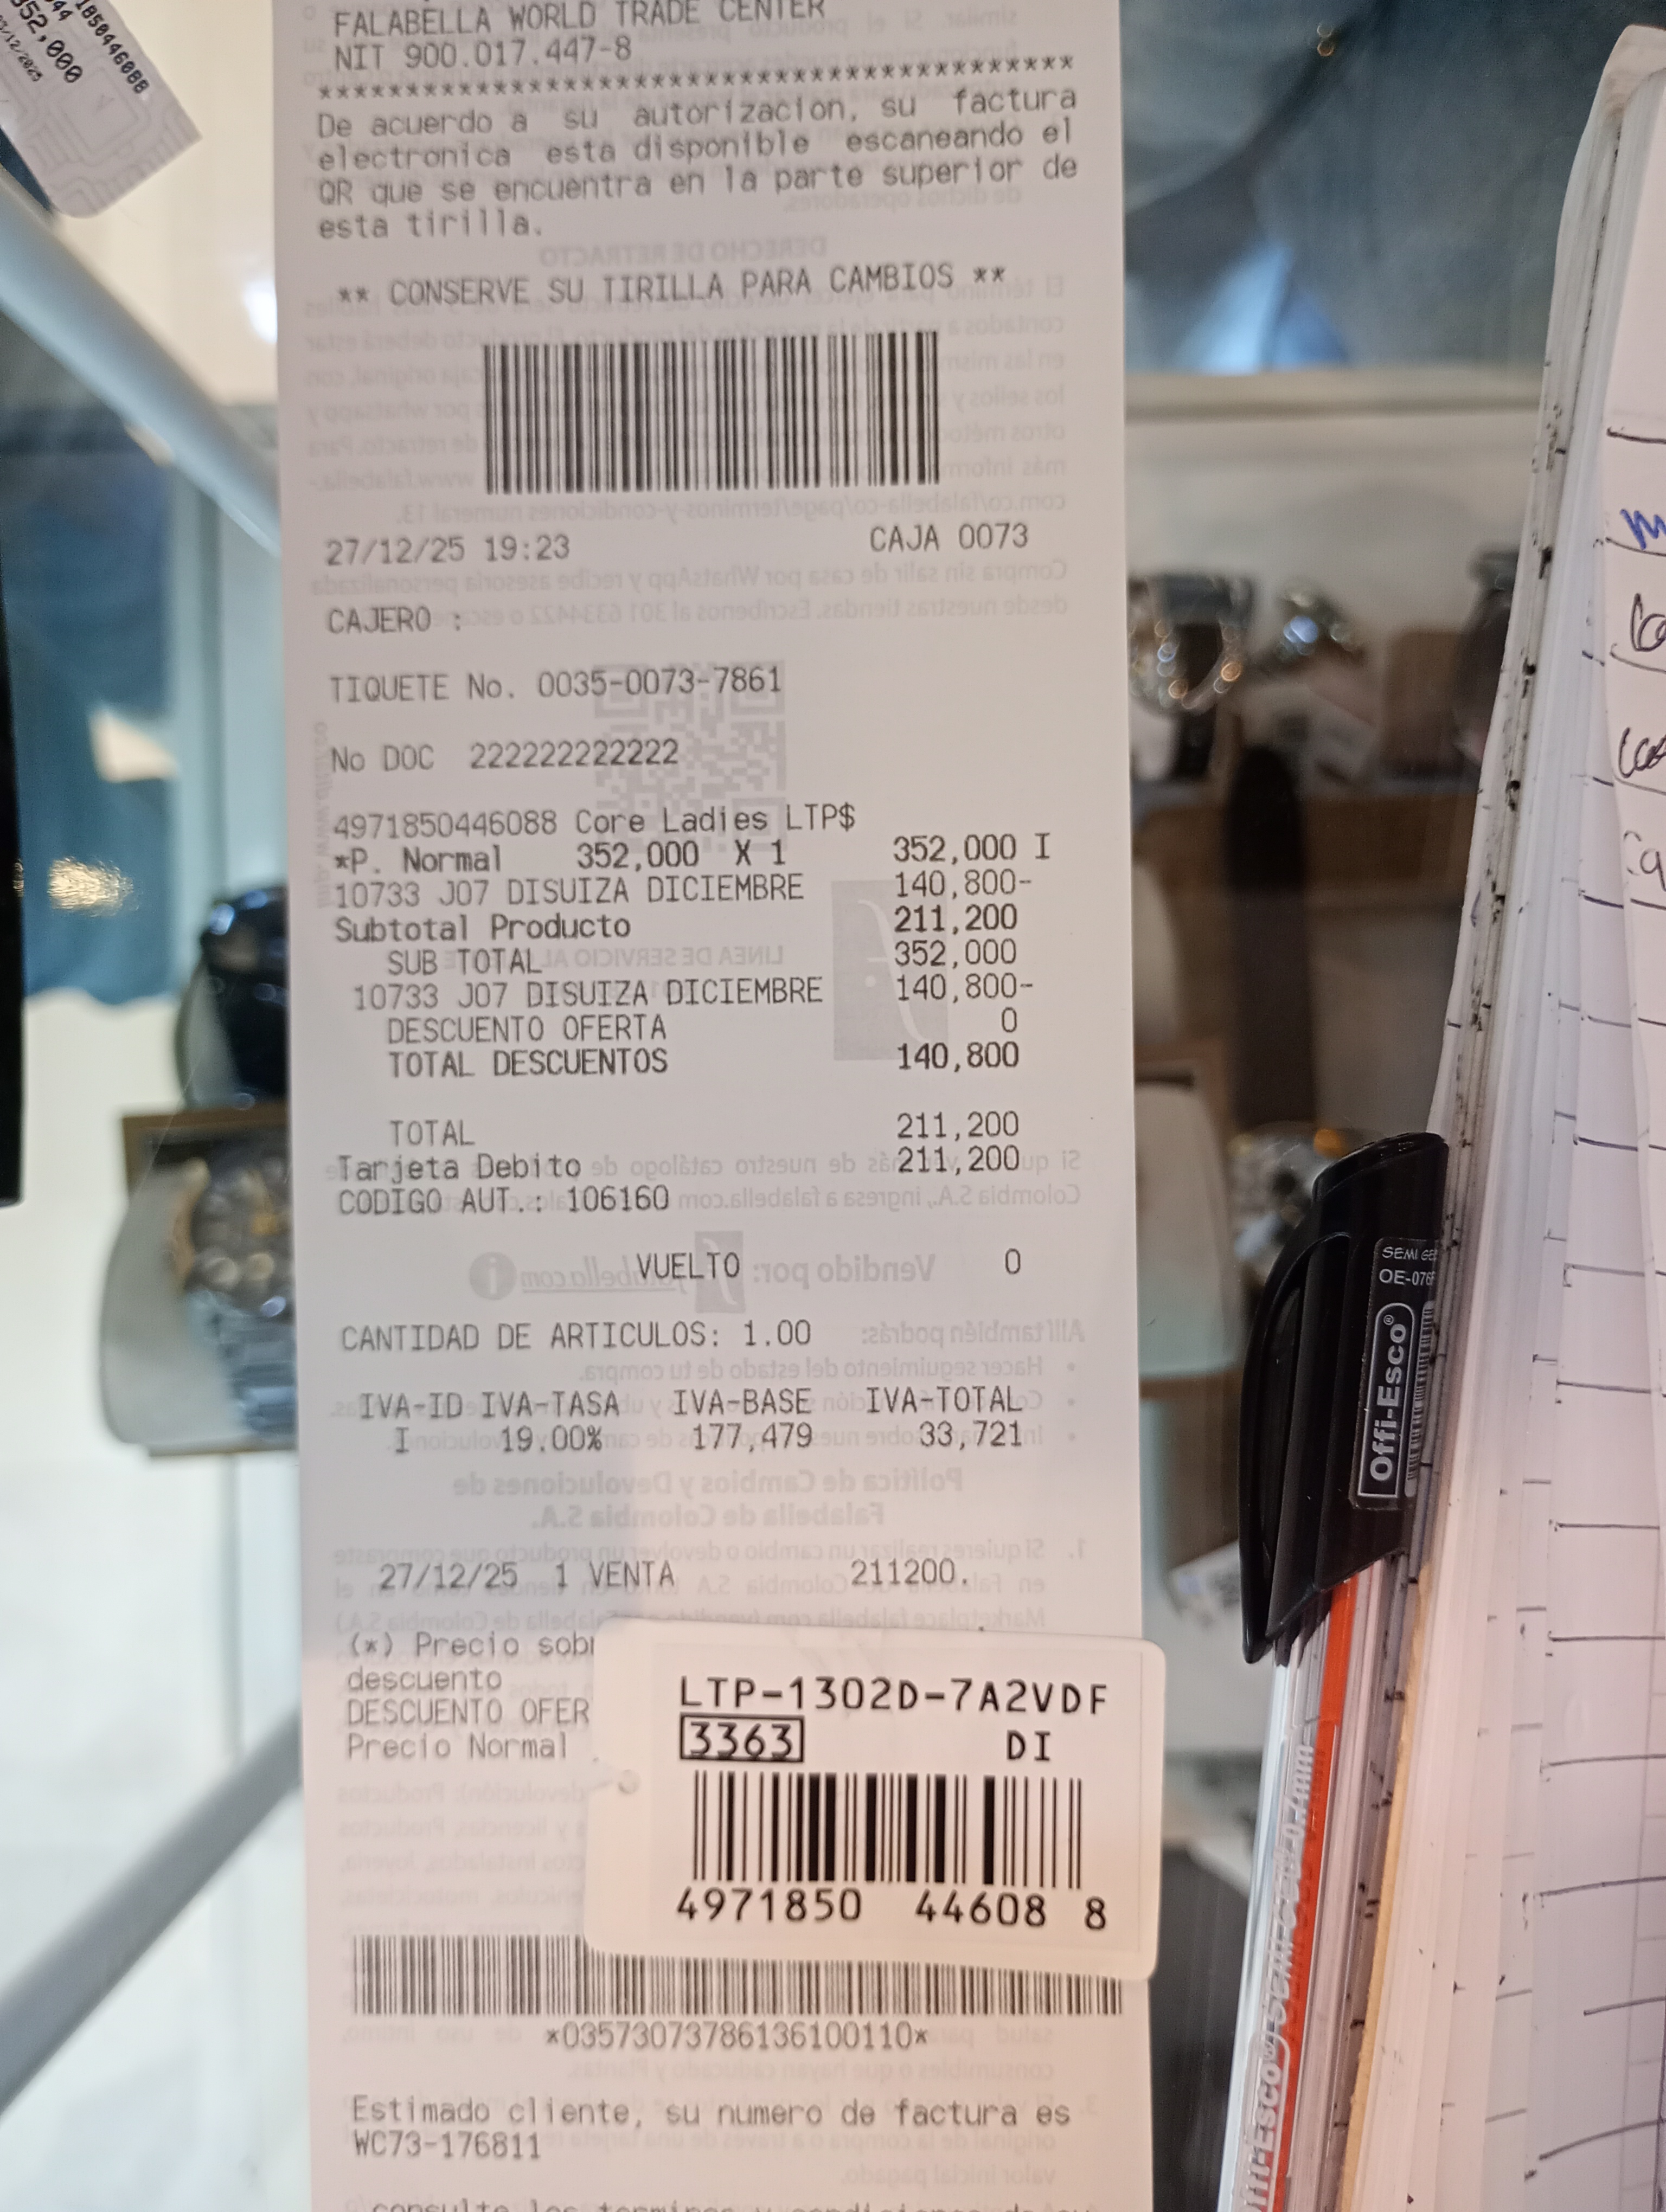 352,000
1850446088
FALABELLA WORLD TRADE CENTER
NIT 900.017.447-8
De acuerdo a su autorizacion, su factura
electronica esta disponible escaneando el
QR que se encuentra en la parte superior de
esta tirilla.
** CONSERVE SU TIRILLA PARA CAMBIOS **
27/12/25 19:23 CAJA 0073
CAJERO :
TIQUETE No. 0035-0073-7861
No DOC 222222222222
4971850446088 Core Ladies LTP$
*P. Normal 352,000 X 1 352,000 I
10733 J07 DISUIZA DICIEMBRE 140,800-
Subtotal Producto 211,200
SUB TOTAL 352,000
10733 J07 DISUIZA DICIEMBRE 140,800-
DESCUENTO OFERTA 0
TOTAL DESCUENTOS 140,800
TOTAL 211,200
Tarjeta Debito 211,200
CODIGO AUT.: 106160
VUELTO 0
CANTIDAD DE ARTICULOS: 1.00
IVA-ID IVA-TASA IVA-BASE IVA-TOTAL
I 19.00% 177,479 33,721
27/12/25 1 VENTA 211200.
(*) Precio sob
descuento
DESCUENTO OFER
Precio Normal
LTP-1302D-7A2VDF
3363 DI
4971850 44608 8
*03573073786136100110*
Estimado cliente, su numero de factura es
WC73-176811
SEMI GE
OE-076
Offi-Esco®